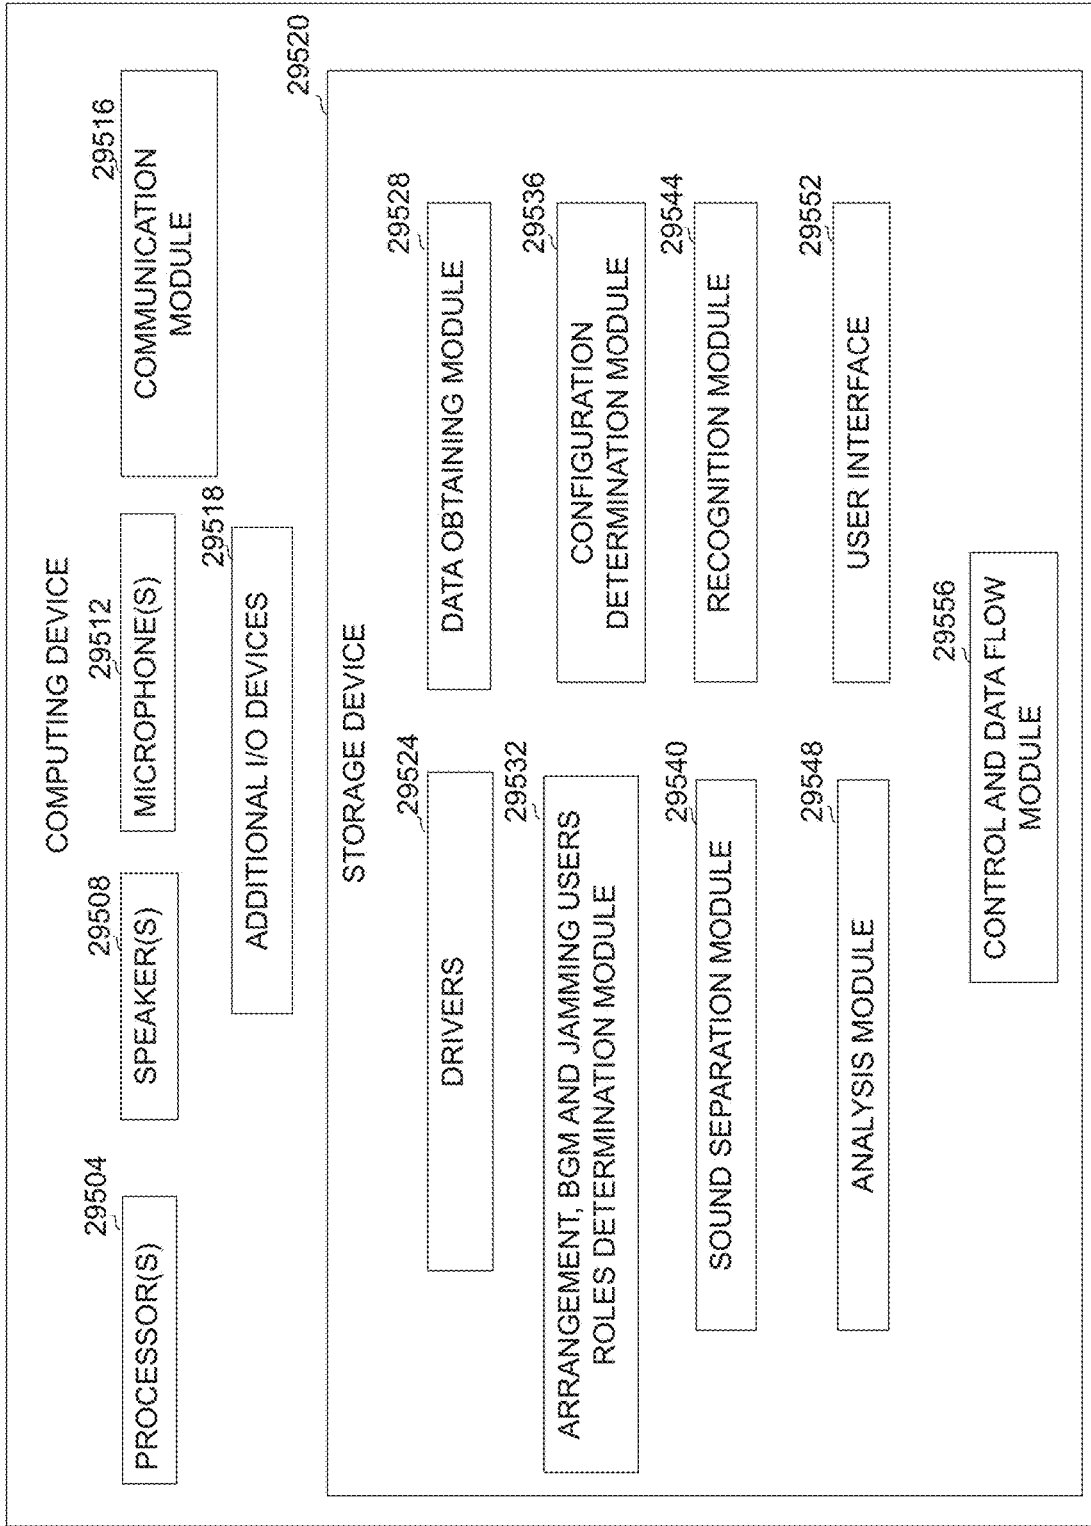 COMPUTING DEVICE
29504
PROCESSOR(S)
29508
SPEAKER(S)
29512
MICROPHONE(S)
29516
COMMUNICATION
MODULE
29518
ADDITIONAL I/O DEVICES
29520
STORAGE DEVICE
29524
DRIVERS
29528
DATA OBTAINING MODULE
29532
ARRANGEMENT, BGM AND JAMMING USERS
ROLES DETERMINATION MODULE
29536
CONFIGURATION
DETERMINATION MODULE
29540
SOUND SEPARATION MODULE
29544
RECOGNITION MODULE
29548
ANALYSIS MODULE
29552
USER INTERFACE
29556
CONTROL AND DATA FLOW
MODULE